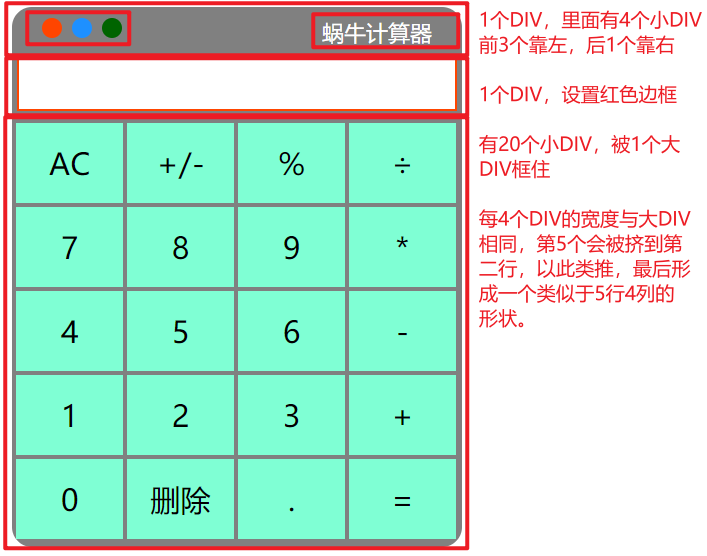 蜗牛计算器
AC +/- % ÷
7 8 9 *
4 5 6 -
1 2 3 +
0 删除 . =
1个DIV，里面有4个小DIV
前3个靠左，后1个靠右
1个DIV，设置红色边框
有20个小DIV，被1个大
DIV框住
每4个DIV的宽度与大DIV
相同，第5个会被挤到第
二行，以此类推，最后形
成一个类似于5行4列的
形状。